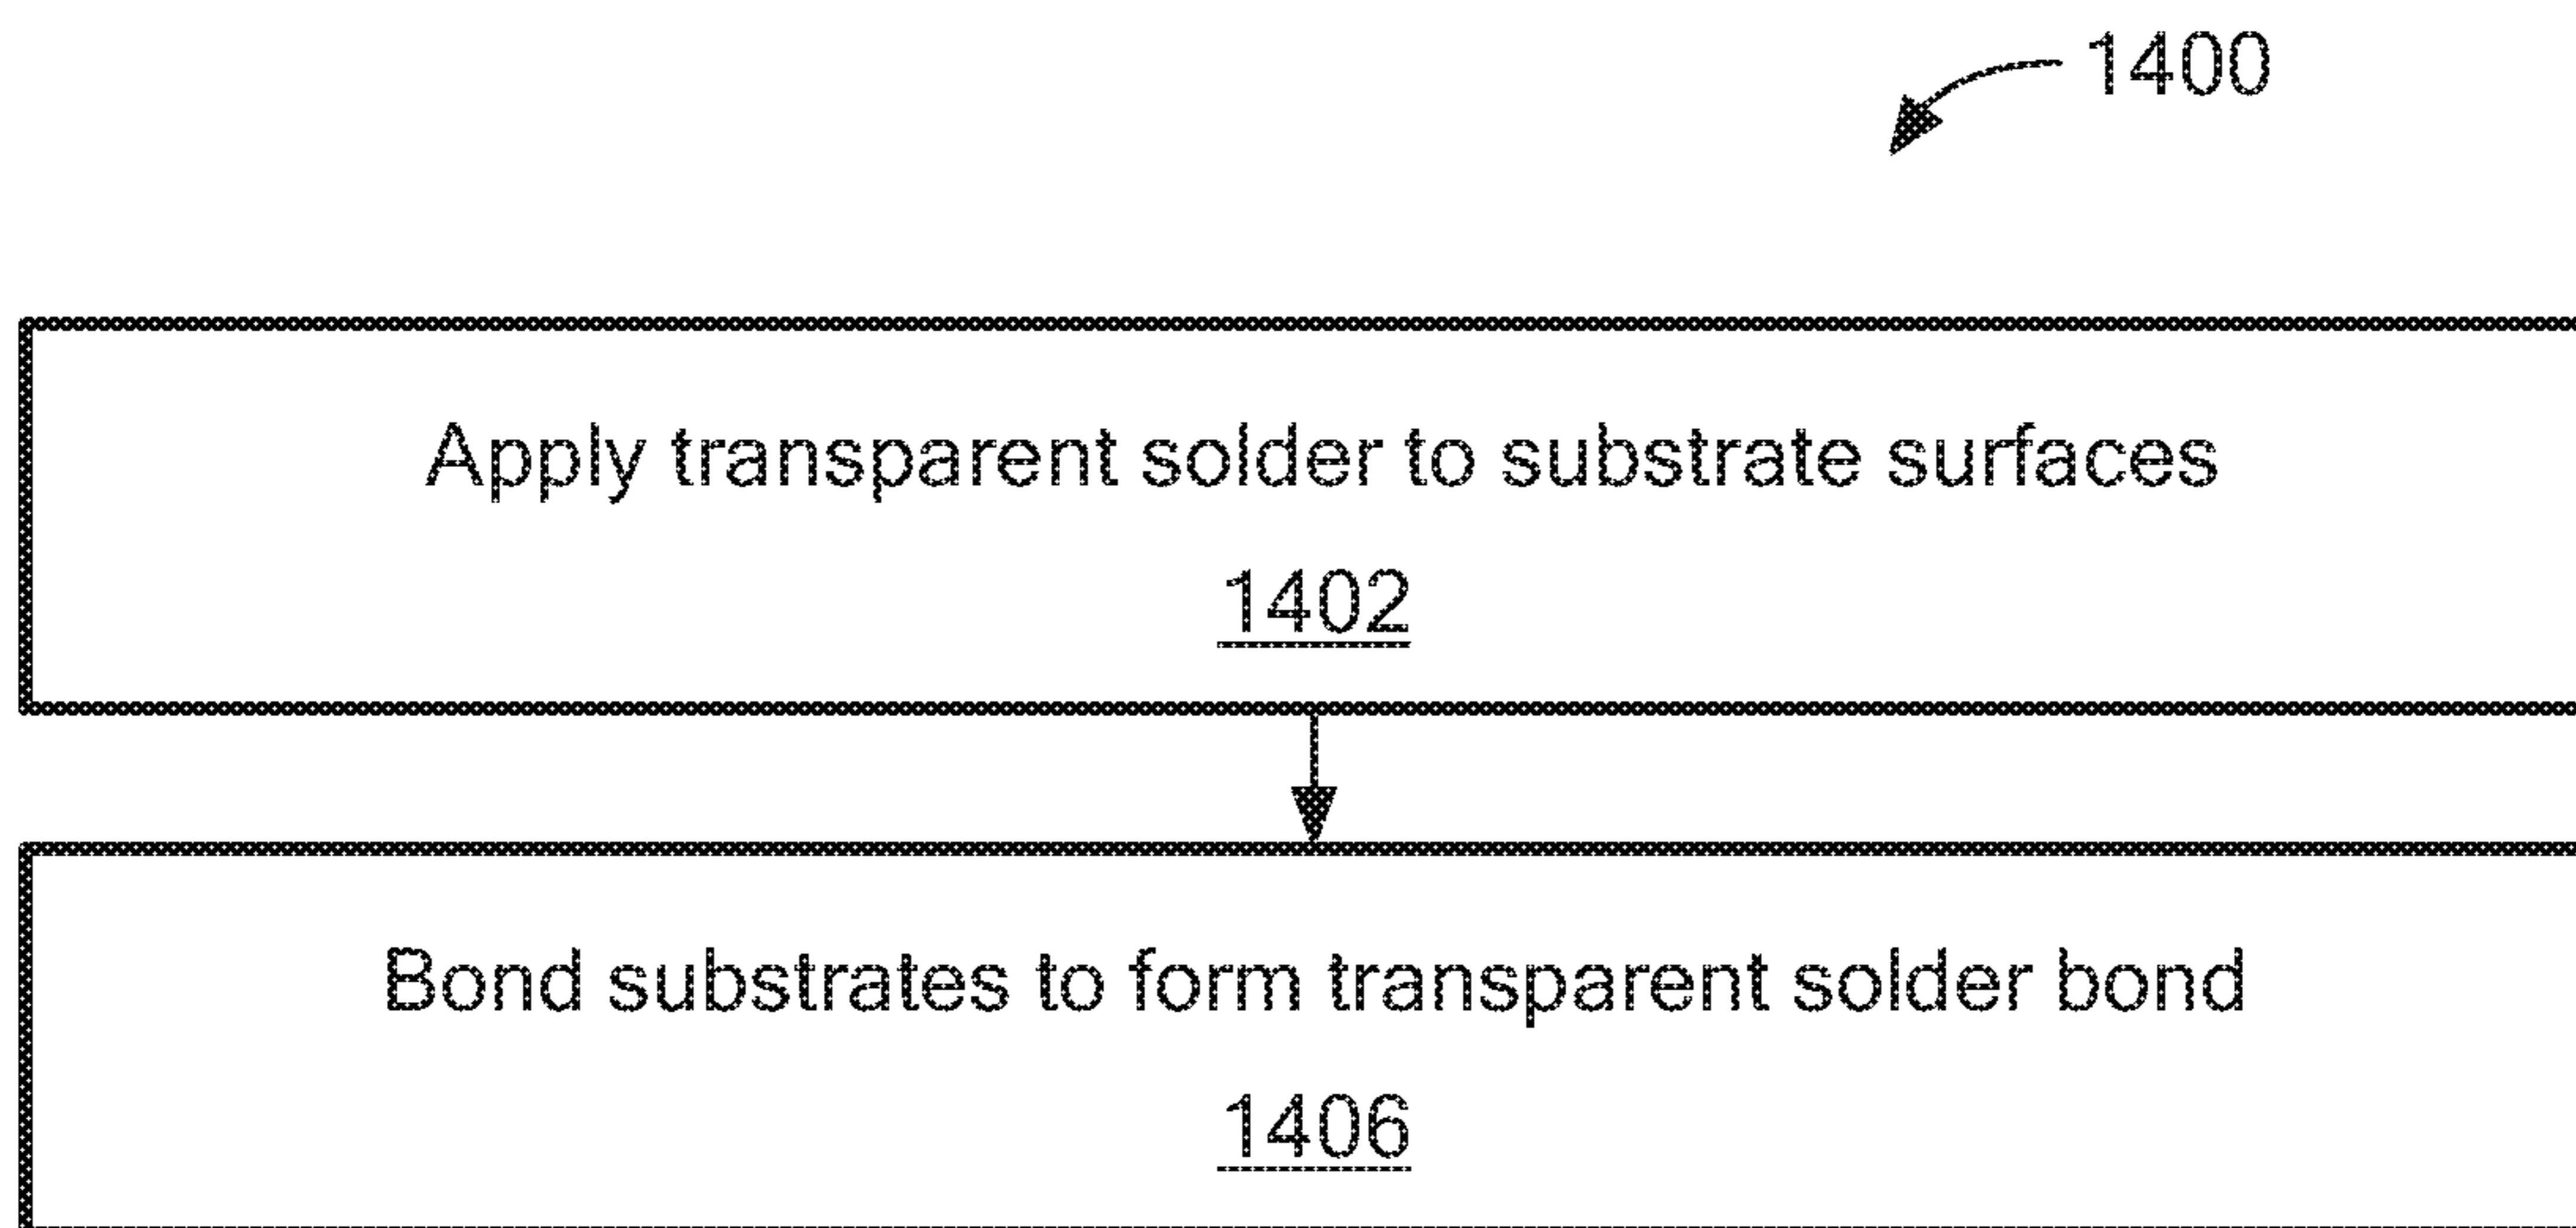 1400
Apply transparent solder to substrate surfaces
1402
Bond substrates to form transparent solder bond
1406